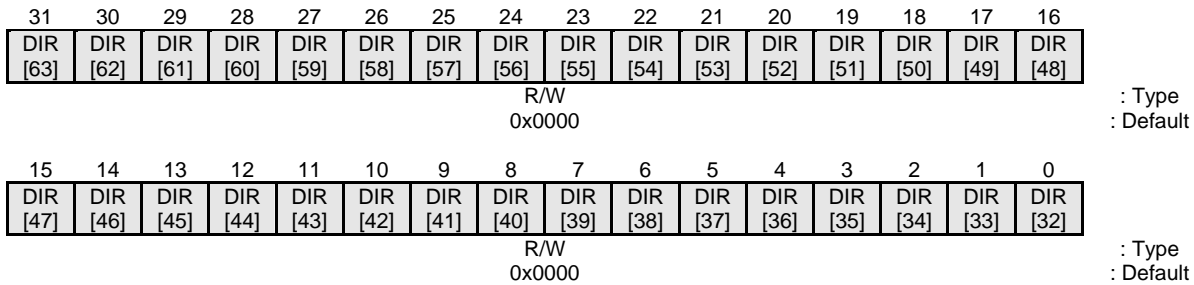 31 30 29 28 27 26 25 24 23 22 21 20 19 18 17 16
DIR DIR DIR DIR DIR DIR DIR DIR DIR DIR DIR DIR DIR DIR DIR DIR
[63] [62] [61] [60] [59] [58] [57] [56] [55] [54] [53] [52] [51] [50] [49] [48]
R/W : Type
0x0000 : Default
15 14 13 12 11 10 9 8 7 6 5 4 3 2 1 0
DIR DIR DIR DIR DIR DIR DIR DIR DIR DIR DIR DIR DIR DIR DIR DIR
[47] [46] [45] [44] [43] [42] [41] [40] [39] [38] [37] [36] [35] [34] [33] [32]
R/W : Type
0x0000 : Default